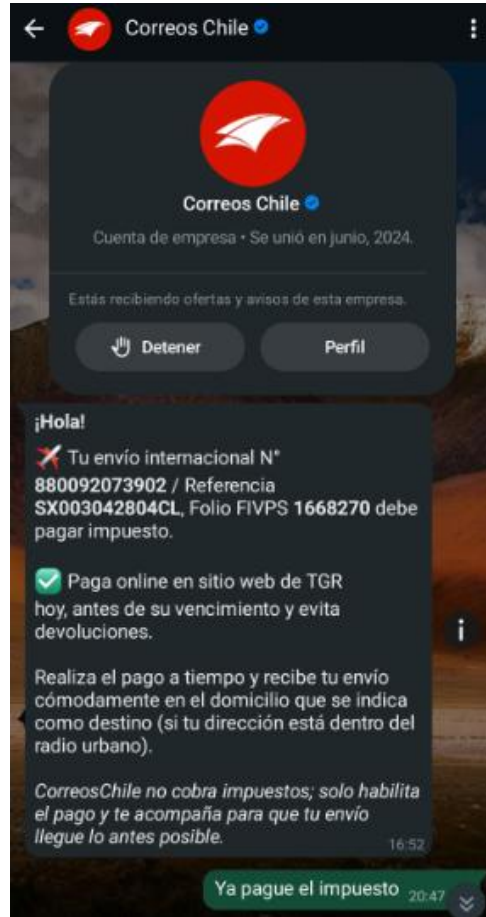 Correos Chile
Correos Chile
Cuenta de empresa • Se unió en junio, 2024.
Estás recibiendo ofertas y avisos de esta empresa.
Detener
Perfil
¡Hola!
Tu envío internacional N°
880092073902 / Referencia
SX003042804CL, Folio FIVPS 1668270 debe
pagar impuesto.
Paga online en sitio web de TGR
hoy, antes de su vencimiento y evita
devoluciones.
Realiza el pago a tiempo y recibe tu envío
cómodamente en el domicilio que se indica
como destino (si tu dirección está dentro del
radio urbano).
CorreosChile no cobra impuestos; solo habilita
el pago y te acompaña para que tu envío
llegue lo antes posible.
16:52
Ya pague el impuesto 20:47